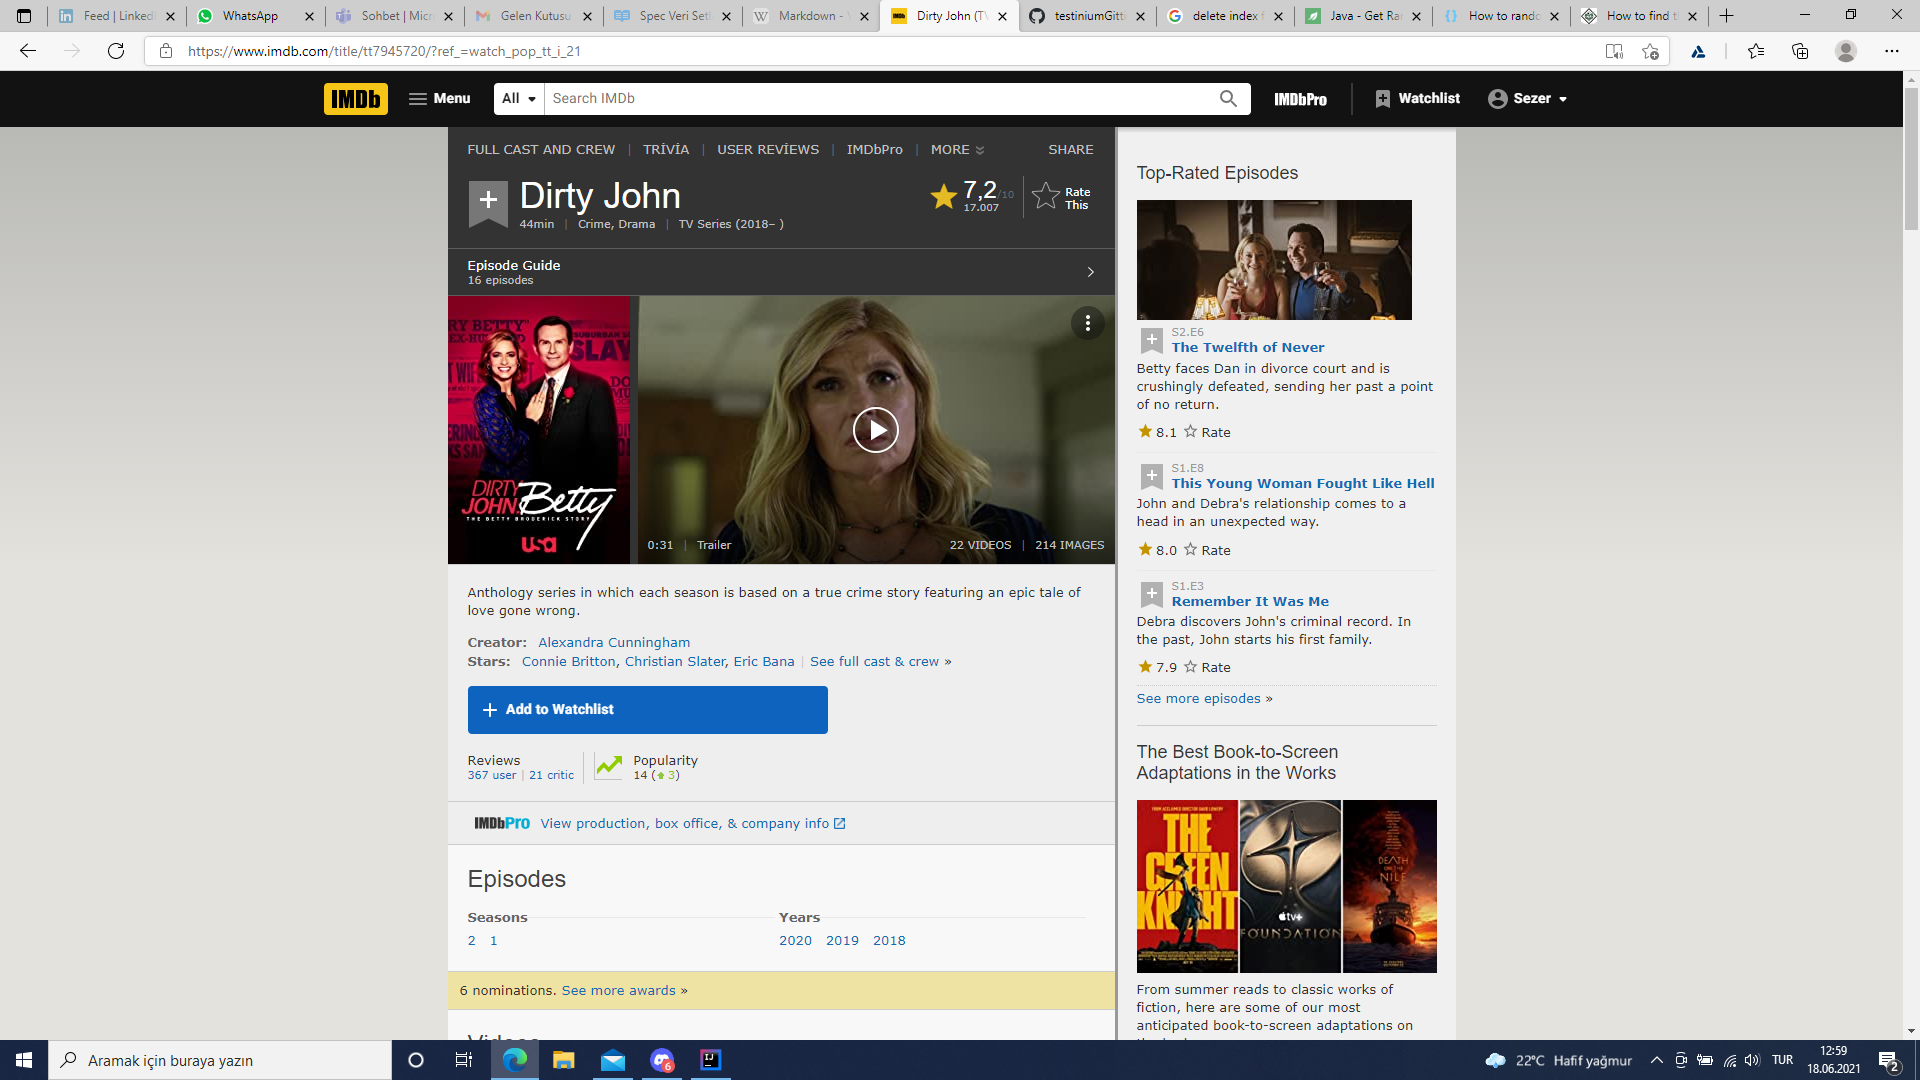 Feed | LinkedI
WhatsApp
Sohbet | Micr
Gelen Kutusu
Spec Veri Seti
Markdown -
Dirty John (TV
testiniumGitti
delete index f
Java - Get Ra
How to rando
How to find t
https://www.imdb.com/title/tt7945720/?ref_=watch_pop_tt_i_21
IMDb
Menu
All
Search IMDb
IMDbPro
Watchlist
Sezer
FULL CAST AND CREW | TRİVİA | USER REVİEWS | IMDbPro | MORE
SHARE
Dirty John
44min | Crime, Drama | TV Series (2018– )
7,2/10
17.007
Rate
This
Episode Guide
16 episodes
RY BETTY
SUBURBAN
SLAY
DIRTY
JOHN Betty
THE BETTY BRODERICK STORY
usa
0:31 | Trailer
22 VIDEOS | 214 IMAGES
Anthology series in which each season is based on a true crime story featuring an epic tale of
love gone wrong.
Creator: Alexandra Cunningham
Stars: Connie Britton, Christian Slater, Eric Bana | See full cast & crew »
Add to Watchlist
Reviews
367 user | 21 critic
Popularity
14 (3)
IMDbPro View production, box office, & company info
Episodes
Seasons
2 1
Years
2020 2019 2018
6 nominations. See more awards »
Videos
Top-Rated Episodes
S2.E6
The Twelfth of Never
Betty faces Dan in divorce court and is
crushingly defeated, sending her past a point
of no return.
8.1 Rate
S1.E8
This Young Woman Fought Like Hell
John and Debra's relationship comes to a
head in an unexpected way.
8.0 Rate
S1.E3
Remember It Was Me
Debra discovers John's criminal record. In
the past, John starts his first family.
7.9 Rate
See more episodes »
The Best Book-to-Screen
Adaptations in the Works
THE
GREEN
KNIGHT
tv+
FOUNDATION
DEATH
ON THE
NILE
From summer reads to classic works of
fiction, here are some of our most
anticipated book-to-screen adaptations on
Aramak için buraya yazın
6
IJ
22°C Hafif yağmur
TUR
12:59
18.06.2021
2